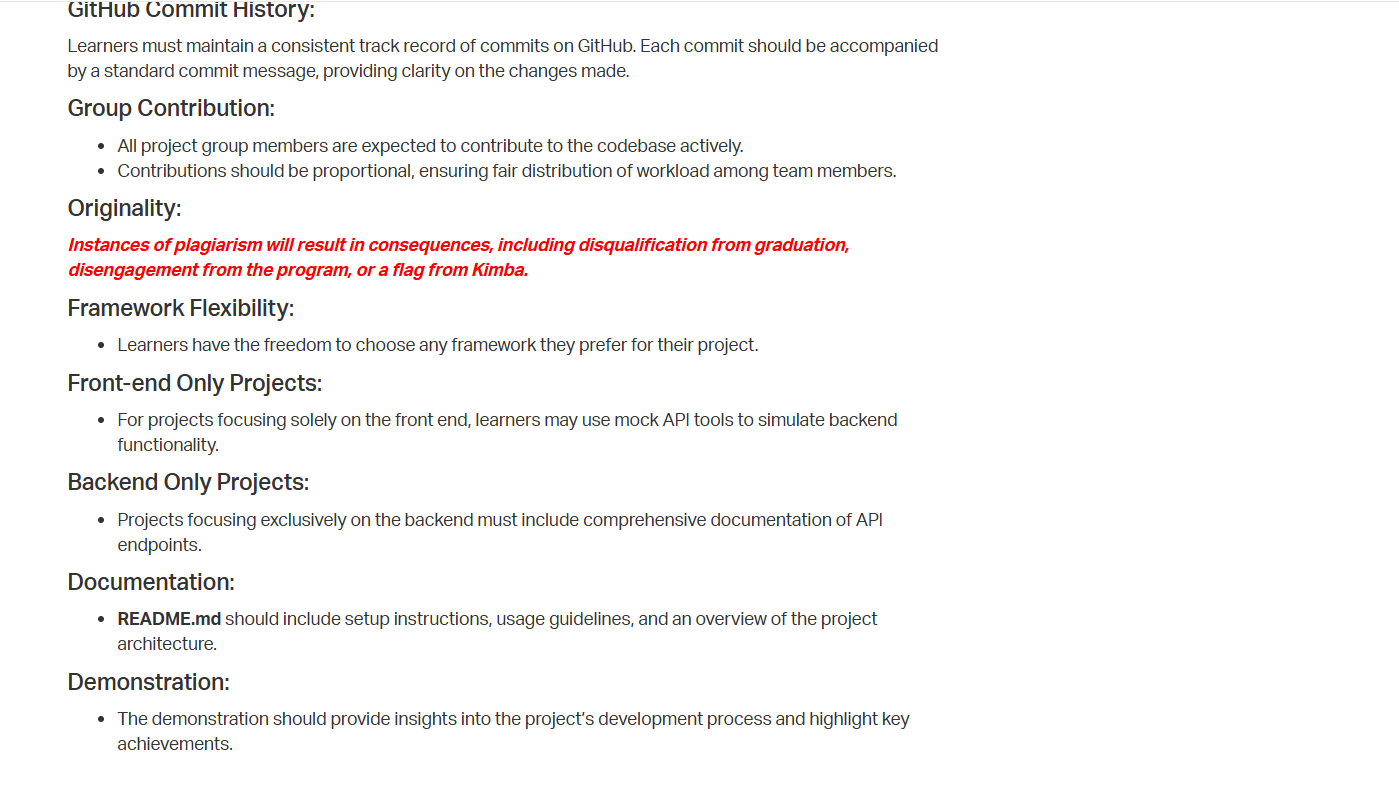 GitHub Commit History:
Learners must maintain a consistent track record of commits on GitHub. Each commit should be accompanied
by a standard commit message, providing clarity on the changes made.
Group Contribution:
• All project group members are expected to contribute to the codebase actively.
• Contributions should be proportional, ensuring fair distribution of workload among team members.
Originality:
Instances of plagiarism will result in consequences, including disqualification from graduation,
disengagement from the program, or a flag from Kimba.
Framework Flexibility:
• Learners have the freedom to choose any framework they prefer for their project.
Front-end Only Projects:
• For projects focusing solely on the front end, learners may use mock API tools to simulate backend
functionality.
Backend Only Projects:
• Projects focusing exclusively on the backend must include comprehensive documentation of API
endpoints.
Documentation:
• README.md should include setup instructions, usage guidelines, and an overview of the project
architecture.
Demonstration:
• The demonstration should provide insights into the project’s development process and highlight key
achievements.